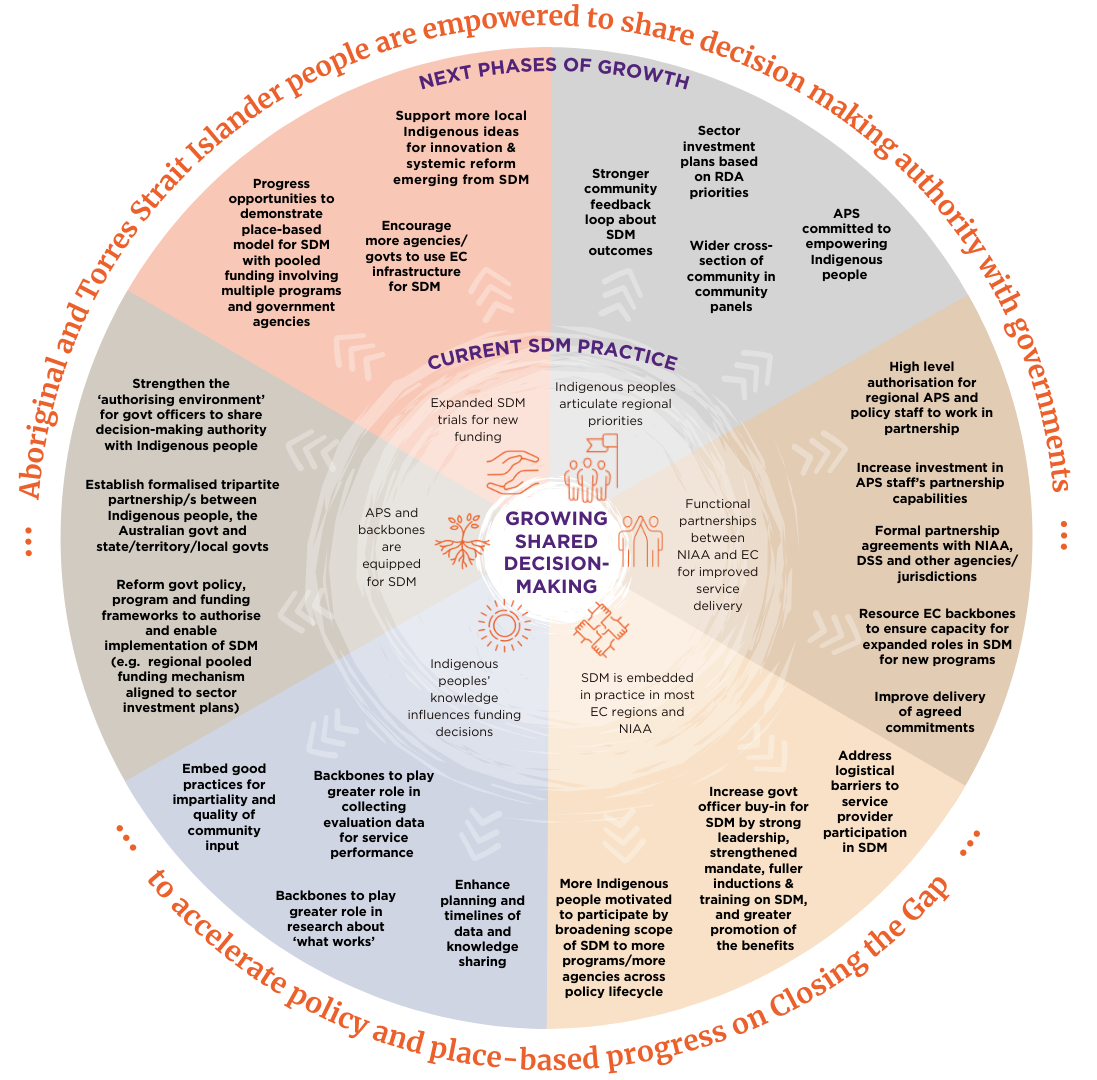 Aboriginal and Torres Strait Islander people are empowered to share decision making authority with governments ...
... to accelerate policy and place-based progress on Closing the Gap ...
...
NEXT PHASES OF GROWTH
Support more local
Indigenous ideas
for innovation &
systemic reform
emerging from SDM
Progress
opportunities to
demonstrate
place-based
model for SDM
with pooled
funding involving
multiple programs
and government
agencies
Encourage
more agencies/
govts to use EC
infrastructure
for SDM
Sector
investment
plans based
on RDA
priorities
Stronger
community
feedback
loop about
SDM
outcomes
Wider cross-
section of
community in
community
panels
APS
committed to
empowering
Indigenous
people
High level
authorisation for
regional APS and
policy staff to work in
partnership
Increase investment in
APS staff's partnership
capabilities
Formal partnership
agreements with NIAA,
DSS and other agencies/
jurisdictions
Resource EC backbones
to ensure capacity for
expanded roles in SDM
for new programs
Improve delivery
of agreed
commitments
Address
logistical
barriers to
service
provider
participation
in SDM
Increase govt
officer buy-in for
SDM by strong
leadership,
strengthened
mandate, fuller
inductions &
training on SDM,
and greater
promotion of
the benefits
More Indigenous
people motivated
to participate by
broadening scope
of SDM to more
programs/more
agencies across
policy lifecycle
Enhance
planning and
timelines of
data and
knowledge
sharing
Backbones to play
greater role in
collecting
evaluation data
for service
performance
Backbones to play
greater role in
research about
‘what works’
Embed good
practices for
impartiality and
quality of
community
input
Strengthen the
‘authorising environment’
for govt officers to share
decision-making authority
with Indigenous people
Establish formalised tripartite
partnership/s between
Indigenous people, the
Australian govt and
state/territory/local govts
Reform govt policy,
program and funding
frameworks to authorise
and enable
implementation of SDM
(e.g. regional pooled
funding mechanism
aligned to sector
investment plans)
CURRENT SDM PRACTICE
Expanded SDM
trials for new
funding
Indigenous peoples
articulate regional
priorities
Functional
partnerships
between
NIAA and EC
for improved
service
delivery
SDM is embedded
in practice in most
EC regions and
NIAA
Indigenous
peoples’
knowledge
influences funding
decisions
APS and
backbones
are
equipped
for SDM
GROWING
SHARED
DECISION-
MAKING